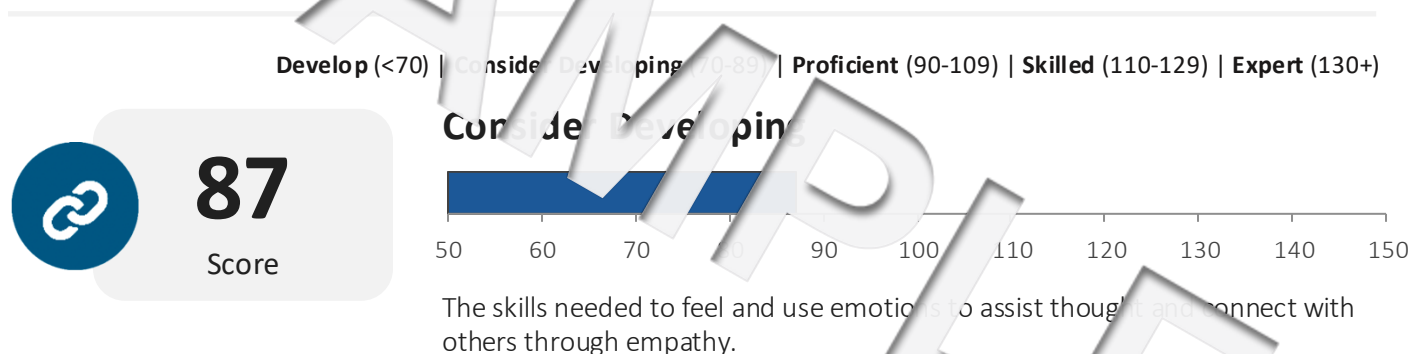 Develop (<70) | Consider Developing (70-89) | Proficient (90-109) | Skilled (110-129) | Expert (130+)
Consider Developing
87
Score
50 60 70 80 90 100 110 120 130 140 150
The skills needed to feel and use emotions to assist thought and connect with
others through empathy.
SAMPLE